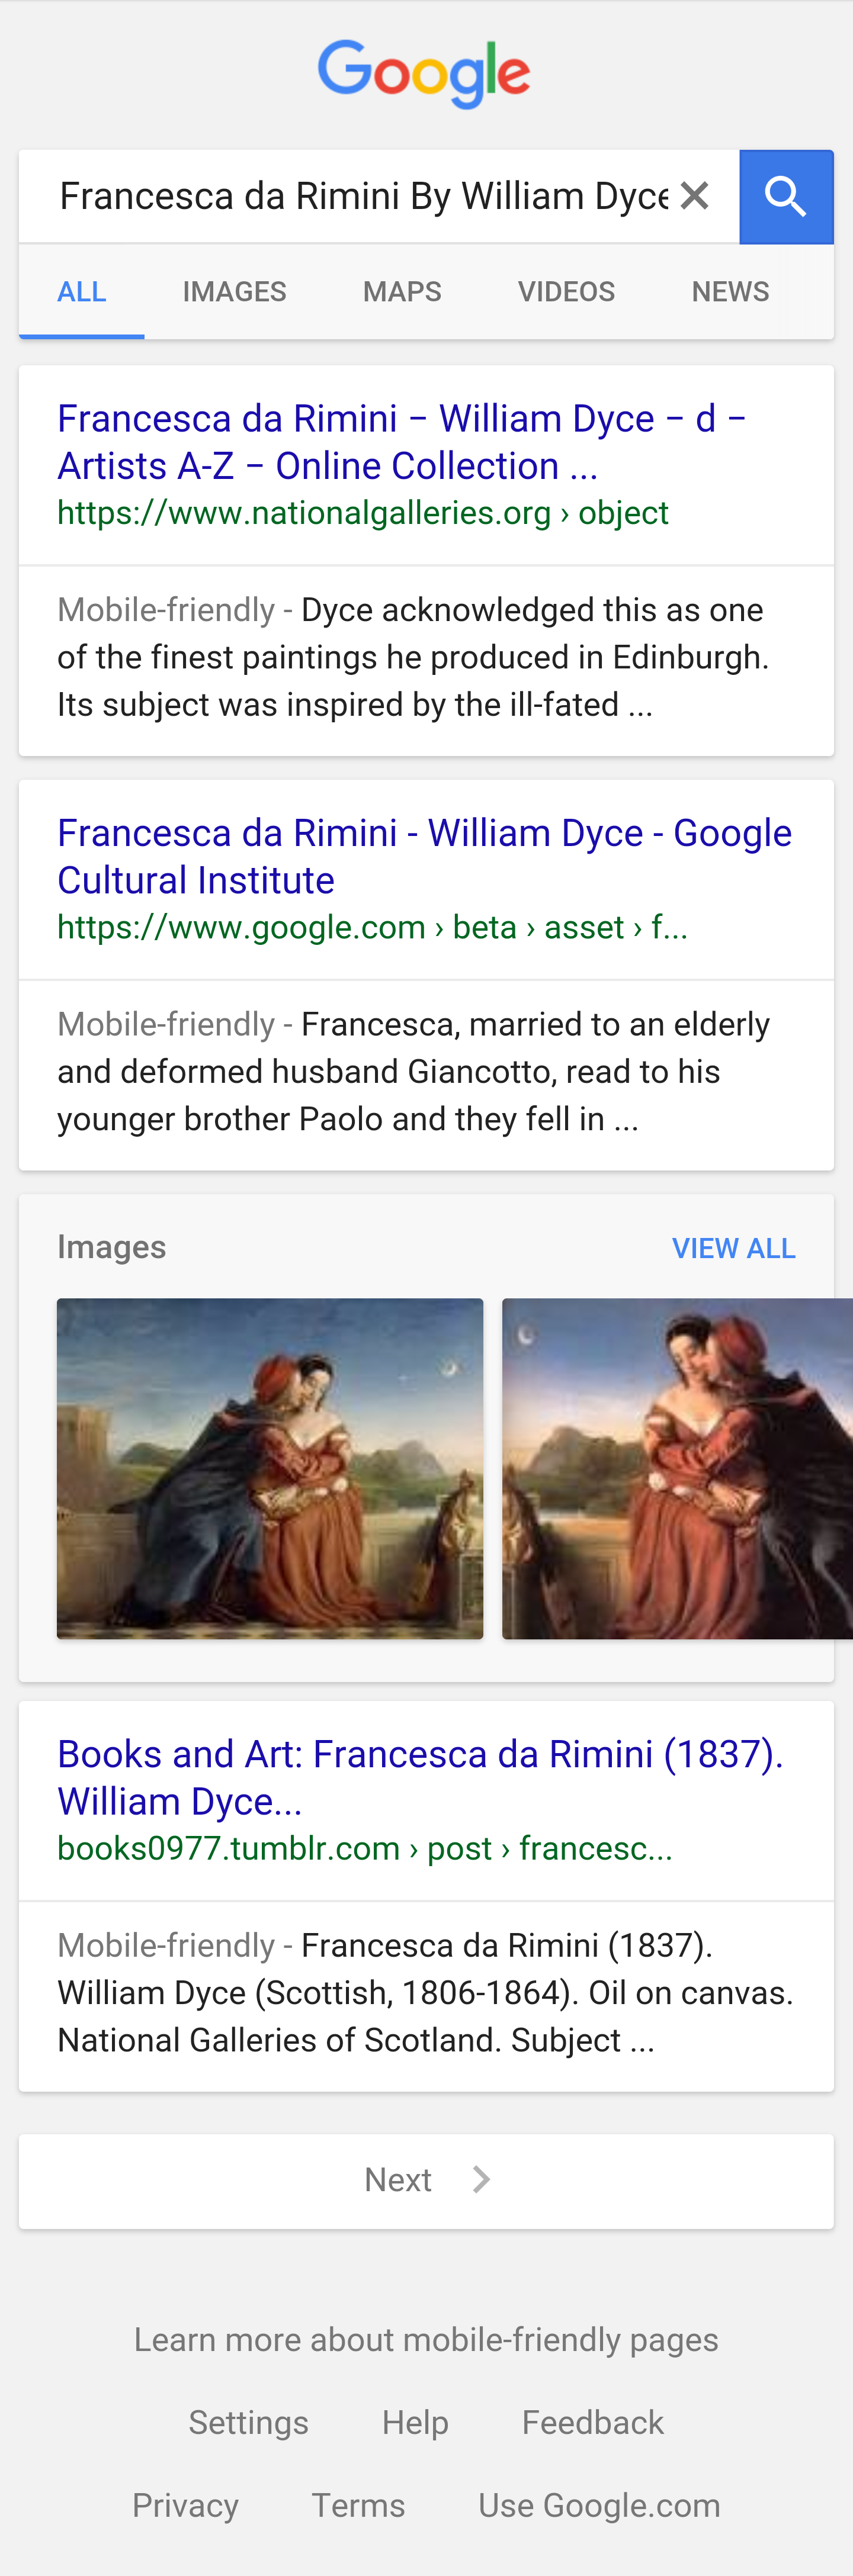 Google
Francesca da Rimini By William Dyce
ALL IMAGES MAPS VIDEOS NEWS
Francesca da Rimini – William Dyce – d –
Artists A-Z – Online Collection ...
https://www.nationalgalleries.org › object
Mobile-friendly - Dyce acknowledged this as one
of the finest paintings he produced in Edinburgh.
Its subject was inspired by the ill-fated ...
Francesca da Rimini - William Dyce - Google
Cultural Institute
https://www.google.com › beta › asset › f...
Mobile-friendly - Francesca, married to an elderly
and deformed husband Giancotto, read to his
younger brother Paolo and they fell in ...
Images VIEW ALL
Books and Art: Francesca da Rimini (1837).
William Dyce...
books0977.tumblr.com › post › francesc...
Mobile-friendly - Francesca da Rimini (1837).
William Dyce (Scottish, 1806-1864). Oil on canvas.
National Galleries of Scotland. Subject ...
Next
Learn more about mobile-friendly pages
Settings Help Feedback
Privacy Terms Use Google.com